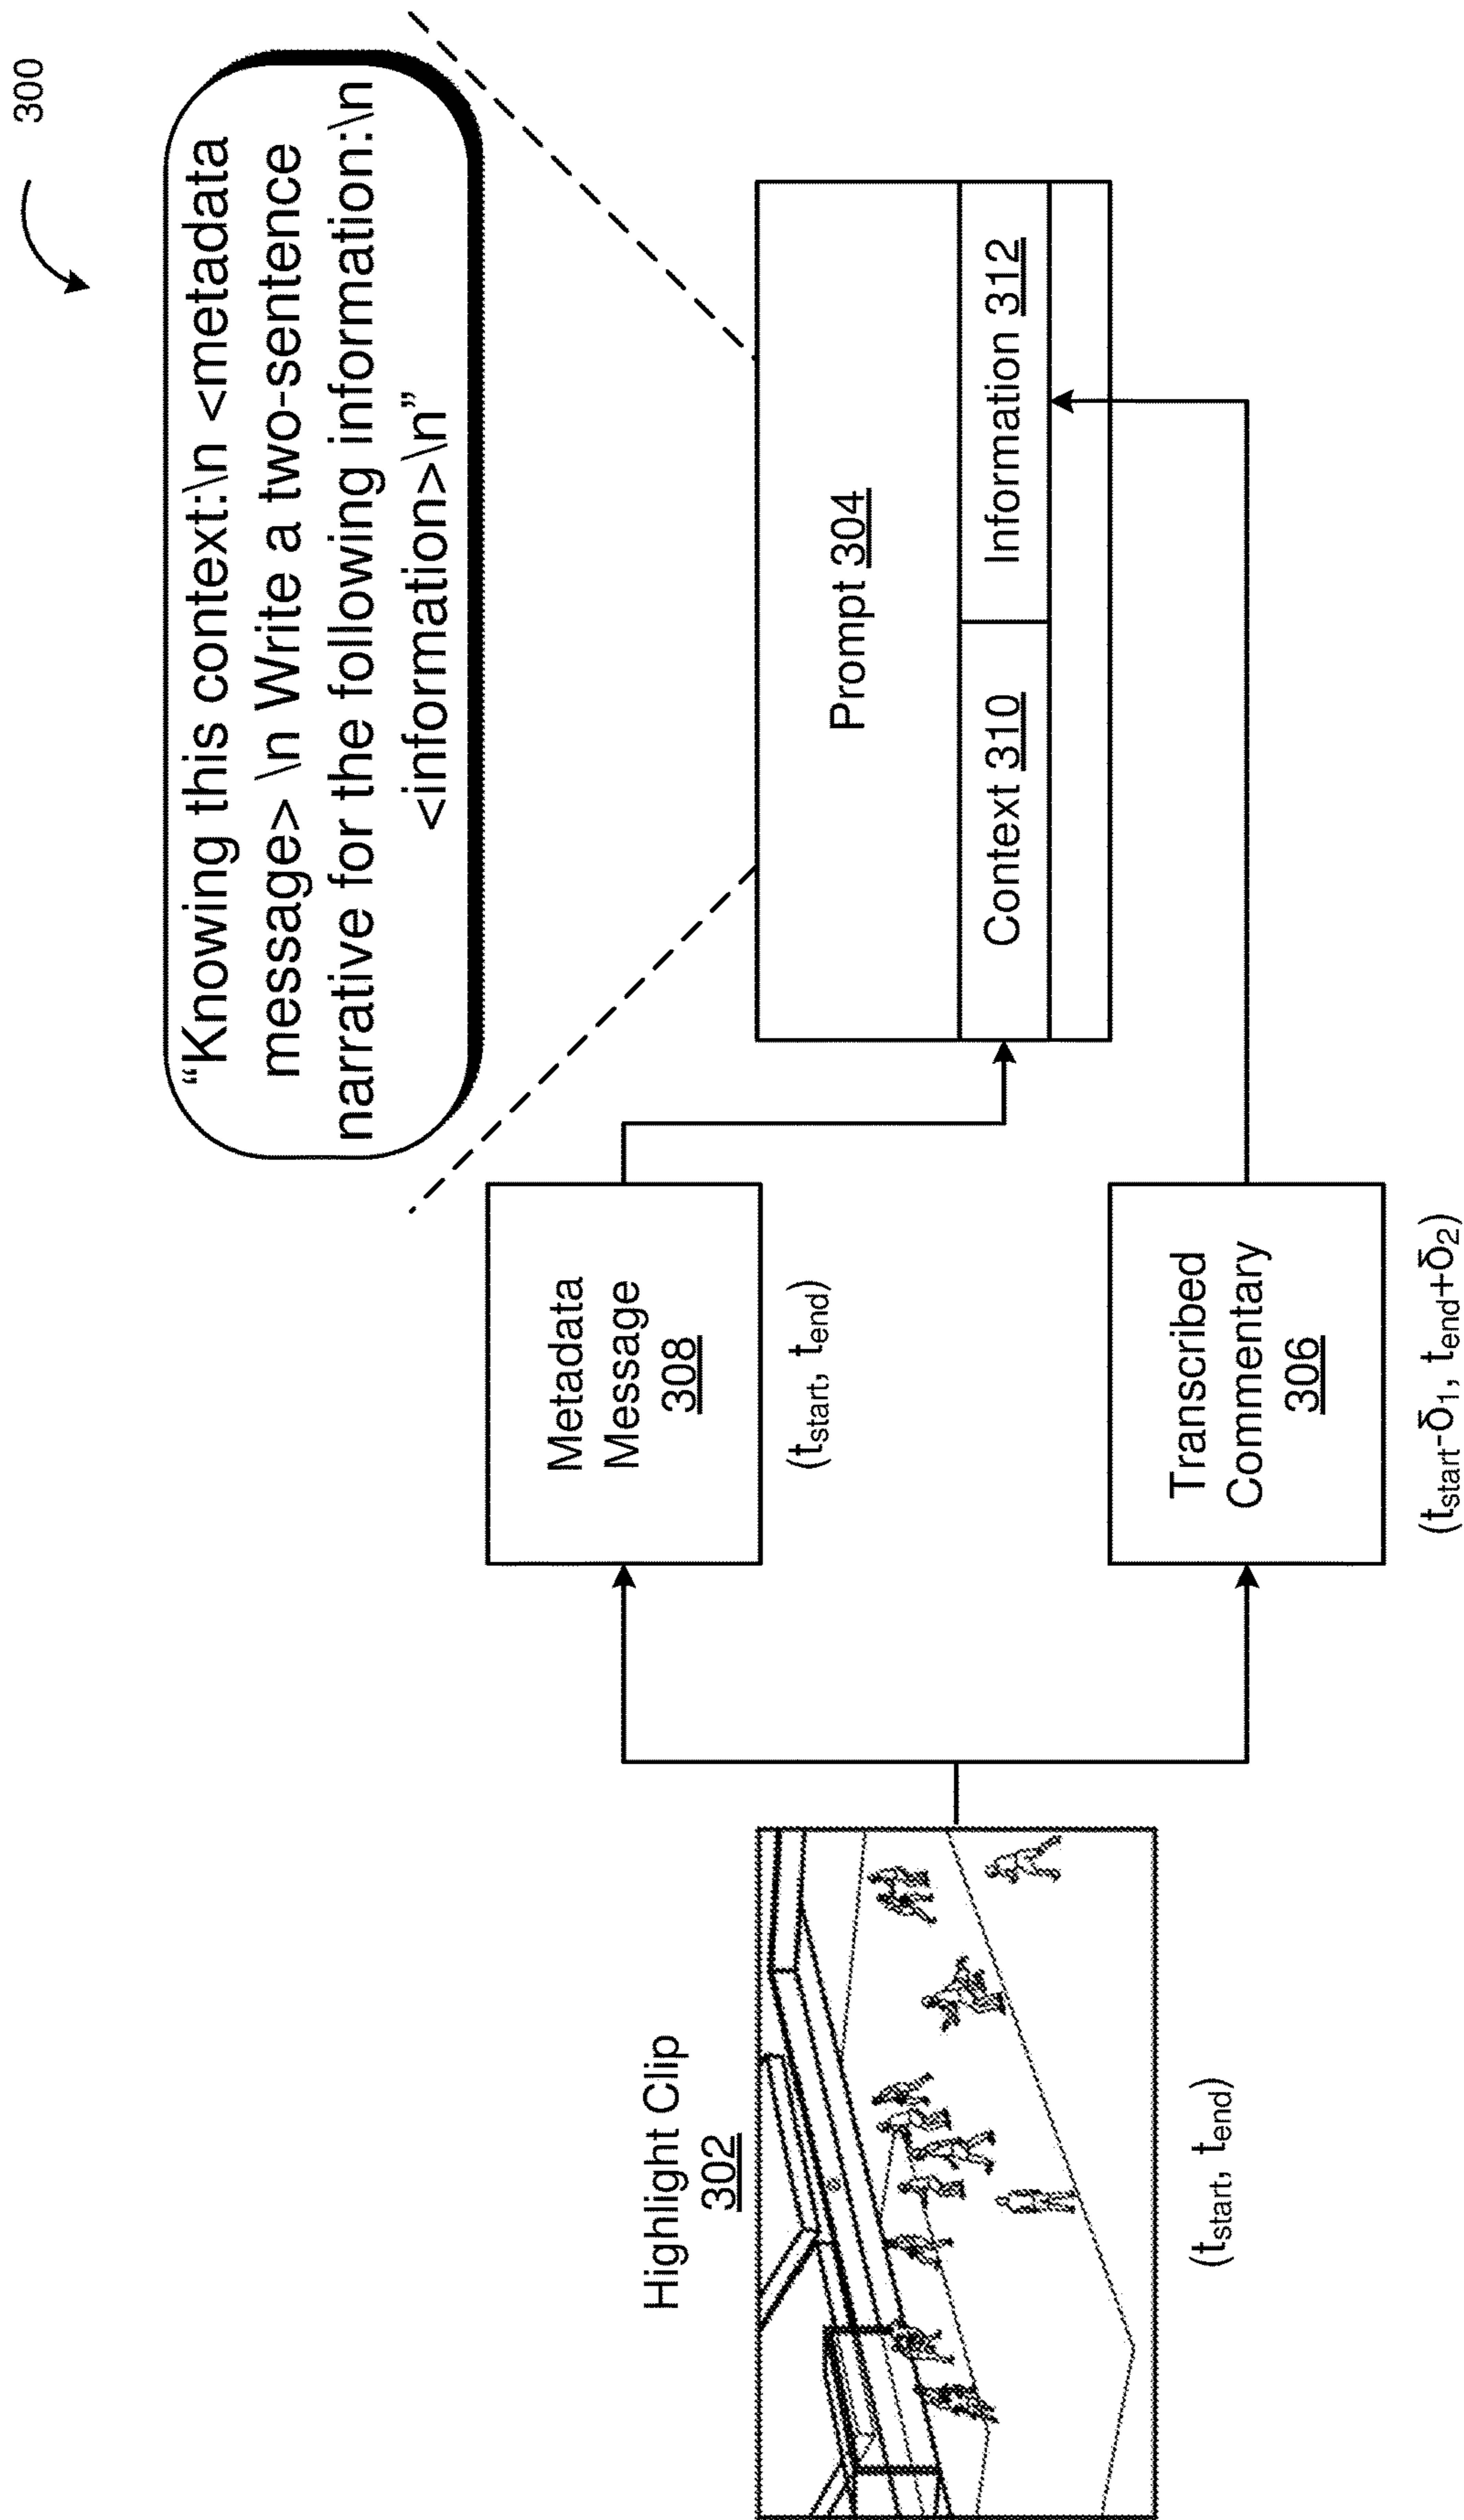 300
“Knowing this context:\n <metadata
message> \n Write a two-sentence
narrative for the following information:\n
<information>\n”
Highlight Clip
302
(tstart, tend)
Metadata
Message
308
(tstart, tend)
Transcribed
Commentary
306
(tstart-δ1, tend+δ2)
Prompt 304
Context 310
Information 312